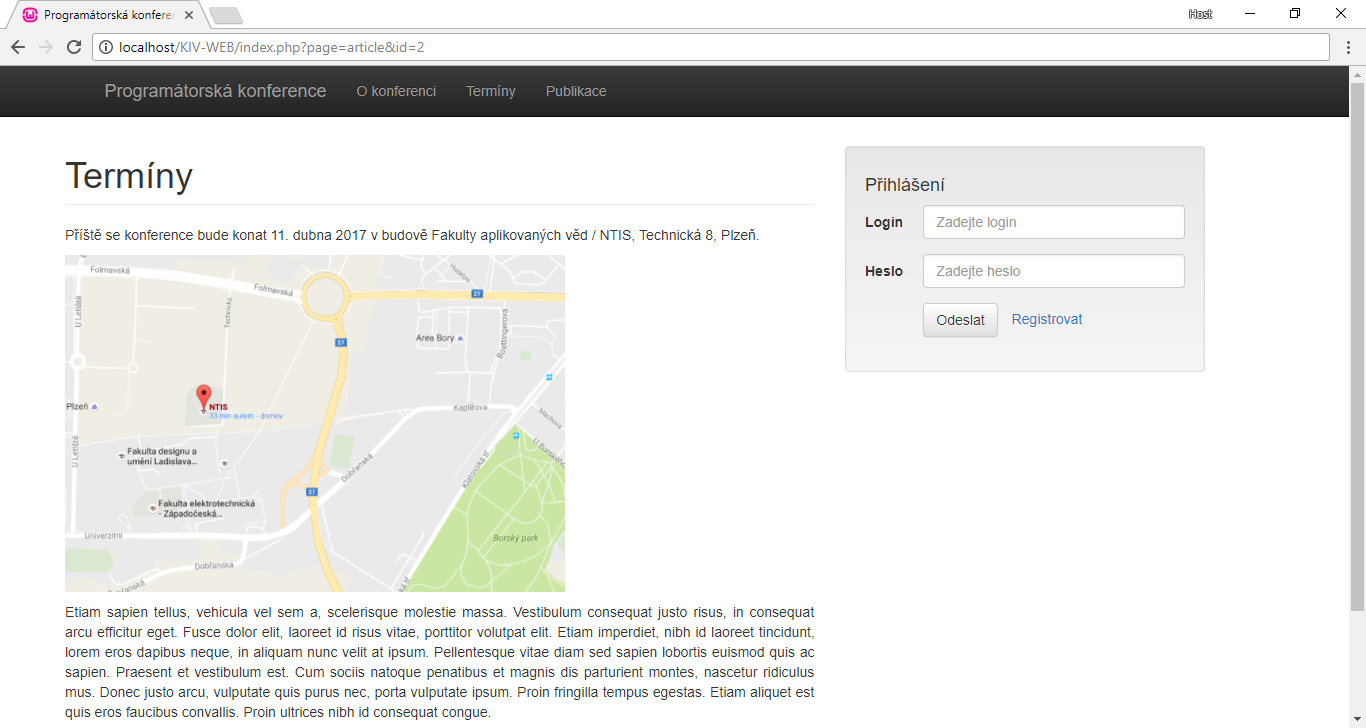 Programátorská konferen
Host
localhost/KIV-WEB/index.php?page=article&id=2
Programátorská konference O konferenci Termíny Publikace
Termíny
Příště se konference bude konat 11. dubna 2017 v budově Fakulty aplikovaných věd / NTIS, Technická 8, Plzeň.
Folmavská
Folmavská
Husební
27
U Letiště
Technická
27
Area Bory
Boettingerova
Plzeň
NTIS
33 min autem - domov
Kaplířova
Machova
U Letiště
Fakulta designu a
umění Ladislava...
Dobřanská
Klatovská tř.
U Borského
27
Fakulta elektrotechnická
- Západočeská...
Univerzitní
Borský park
Dobřanská
Etiam sapien tellus, vehicula vel sem a, scelerisque molestie massa. Vestibulum consequat justo risus, in consequat
arcu efficitur eget. Fusce dolor elit, laoreet id risus vitae, porttitor volutpat elit. Etiam imperdiet, nibh id laoreet tincidunt,
lorem eros dapibus neque, in aliquam nunc velit at ipsum. Pellentesque vitae diam sed sapien lobortis euismod quis ac
sapien. Praesent et vestibulum est. Cum sociis natoque penatibus et magnis dis parturient montes, nascetur ridiculus
mus. Donec justo arcu, vulputate quis purus nec, porta vulputate ipsum. Proin fringilla tempus egestas. Etiam aliquet est
quis eros faucibus convallis. Proin ultrices nibh id consequat congue.
Přihlášení
Login Zadejte login
Heslo Zadejte heslo
Odeslat Registrovat